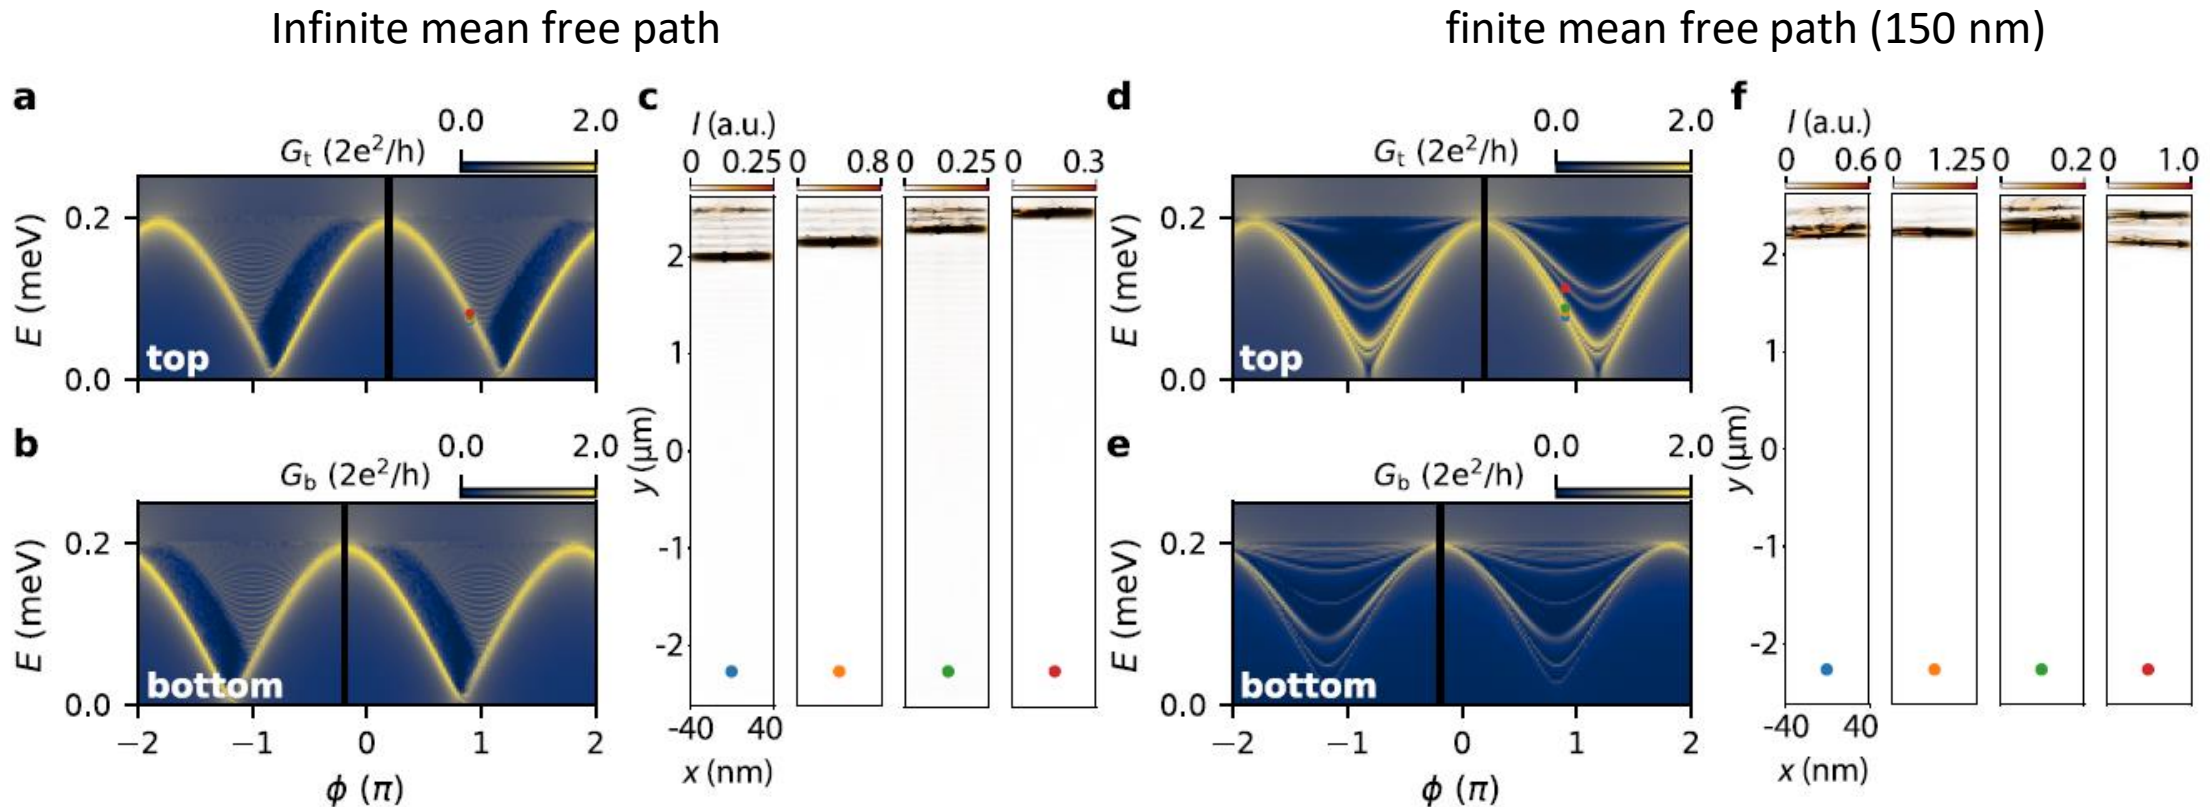 Infinite mean free path
finite mean free path (150 nm)
a
0.0 2.0
Gt (2e²/h)
0.2
E (meV)
0.0
top
b
0.0 2.0
Gb (2e²/h)
0.2
E (meV)
0.0
bottom
−2 −1 0 1 2
ϕ (π)
c
I (a.u.)
0 0.25 0 0.8 0 0.25 0 0.3
2
1
0
-1
-2
y (μm)
-40 40
x (nm)
d
0.0 2.0
Gt (2e²/h)
0.2
E (meV)
0.0
top
e
0.0 2.0
Gb (2e²/h)
0.2
E (meV)
0.0
bottom
−2 −1 0 1 2
ϕ (π)
f
I (a.u.)
0 0.6 0 1.25 0 0.2 0 1.0
2
1
0
-1
-2
y (μm)
-40 40
x (nm)